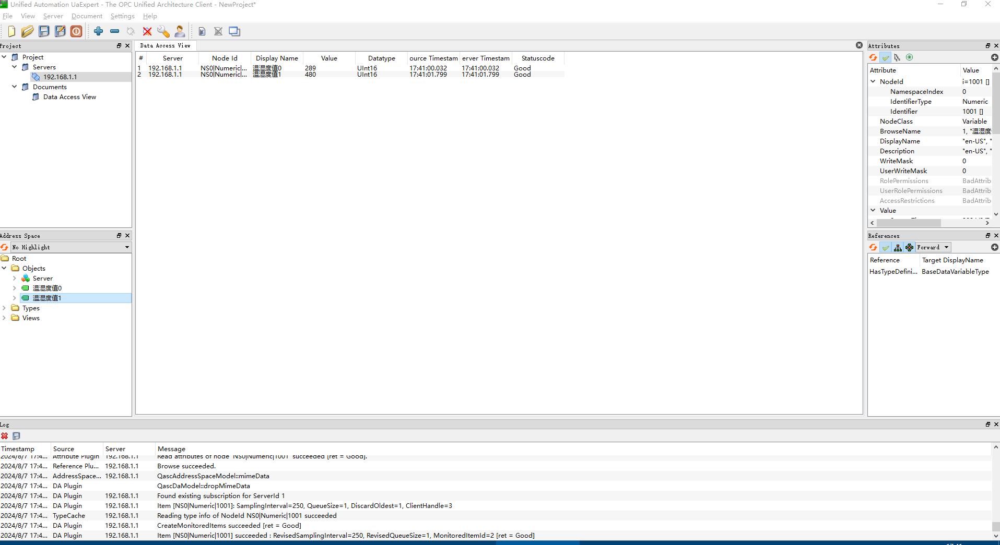 Unified Automation UaExpert - The OPC Unified Architecture Client - NewProject*
File View Server Document Settings Help
Project
Project
Servers
192.168.1.1
Documents
Data Access View
Address Space
No Highlight
Root
Objects
Server
温湿度值0
温湿度值1
Types
Views
Data Access View
# Server Node Id Display Name Value Datatype ource Timestam erver Timestam Statuscode
1 192.168.1.1 NS0|Numeric|... 温湿度值0 289 UInt16 17:41:00.032 17:41:00.032 Good
2 192.168.1.1 NS0|Numeric|... 温湿度值1 480 UInt16 17:41:01.799 17:41:01.799 Good
Attributes
Attribute Value
NodeId i=1001 []
NamespaceIndex 0
IdentifierType Numeric
Identifier 1001 []
NodeClass Variable
BrowseName 1, "温湿度
DisplayName "en-US", "
Description "en-US", "
WriteMask 0
UserWriteMask 0
RolePermissions BadAttrib
UserRolePermissions BadAttrib
AccessRestrictions BadAttrib
Value
References
Forward
Reference Target DisplayName
HasTypeDefini... BaseDataVariableType
Log
Timestamp Source Server Message
2024/8/7 17:4... Attribute Plugin 192.168.1.1 Read attributes of node 'NS0|Numeric|1001' succeeded [ret = Good].
2024/8/7 17:4... Reference Plu... 192.168.1.1 Browse succeeded.
2024/8/7 17:4... AddressSpace... 192.168.1.1 QascAddressSpaceModel::mimeData
2024/8/7 17:4... DA Plugin QascDaModel::dropMimeData
2024/8/7 17:4... DA Plugin 192.168.1.1 Found existing subscription for ServerId 1
2024/8/7 17:4... DA Plugin 192.168.1.1 Item [NS0|Numeric|1001]: SamplingInterval=250, QueueSize=1, DiscardOldest=1, ClientHandle=3
2024/8/7 17:4... TypeCache 192.168.1.1 Reading type info of NodeId NS0|Numeric|1001 succeeded
2024/8/7 17:4... DA Plugin 192.168.1.1 CreateMonitoredItems succeeded [ret = Good]
2024/8/7 17:4... DA Plugin 192.168.1.1 Item [NS0|Numeric|1001] succeeded : RevisedSamplingInterval=250, RevisedQueueSize=1, MonitoredItemId=2 [ret = Good]